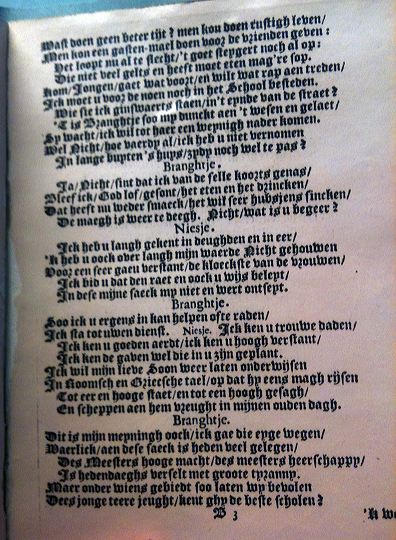 Wast doen geen beter tijt? men kou doen rustigh leven/
Men kon een gasten-mael doen voor de vrienden geven:
Het loopt nu al te slecht/'t goet steygert noch al op:
Die niet veel gelts en heeft moet eten mag're sop.
Kom/Jongen/gaet wat voort/en wilt wat rap aen treden/
Ick moet u voor de noen noch in het School besteden.
Wie sie ick ginswaerts staen/in't eynde van de straet?
'T is Branghtje soo my dunckt aen 't wesen en gelaet/
Sy wacht/ick wil tot haer een weynigh nader komen.
Wel Nicht/hoe vaerdy al/ick heb u niet vernomen
In lange buyten's huys/zydy noch wel te pas?
Branghtje.
Ja/Nicht/sint dat ick van de felle koorts genas/
Bleef ick/God lof/gesont/het eten en het drincken/
Dat heeft nu weder smaeck/het wil seer hubsjens sincken/
De maegh is weer te deegh. Nicht/wat is u begeer?
Niesje.
Ick heb u langh gekent in deughden en in eer/
'k heb u oock over langh mijn waerde Nicht gehouwen
Voor een seer gaeu verstant/de kloeckste van de vrouwen/
Ick bid u dat den raet en oock u wijs beleyt/
In dese mijne saeck my niet en wert ontseyt.
Branghtje.
Soo ick u ergens in kan helpen ofte raden/
Ick sta tot uwen dienst. Niesje. Ick ken u trouwe daden/
Ick ken u goeden aerdt/ick ken u hoogh verstant/
Ick ken de gaven wel die in u zijn geplant.
Ick wil mijn lieve Soon weer laten onderwijsen
In Roomsch en Grieksche tael/op dat hy eens magh rijsen
Tot eer en hooge staet/en tot een hoogh gesagh/
En scheppen aen hem vreught in mijnen ouden dagh.
Branghtje.
Dit is mijn meyningh oock/ick gae die eyge wegen/
Waerlick/aen dese saeck is heden veel gelegen/
Des Meesters hooge macht/des meesters heerschappy/
Is hedendaeghs verselt met groote tyranny.
Maer onder wiens gebiedt soo laten wy bevolen
Dees jonge teere jeught/kent ghy de beste scholen?
B 3
'k w